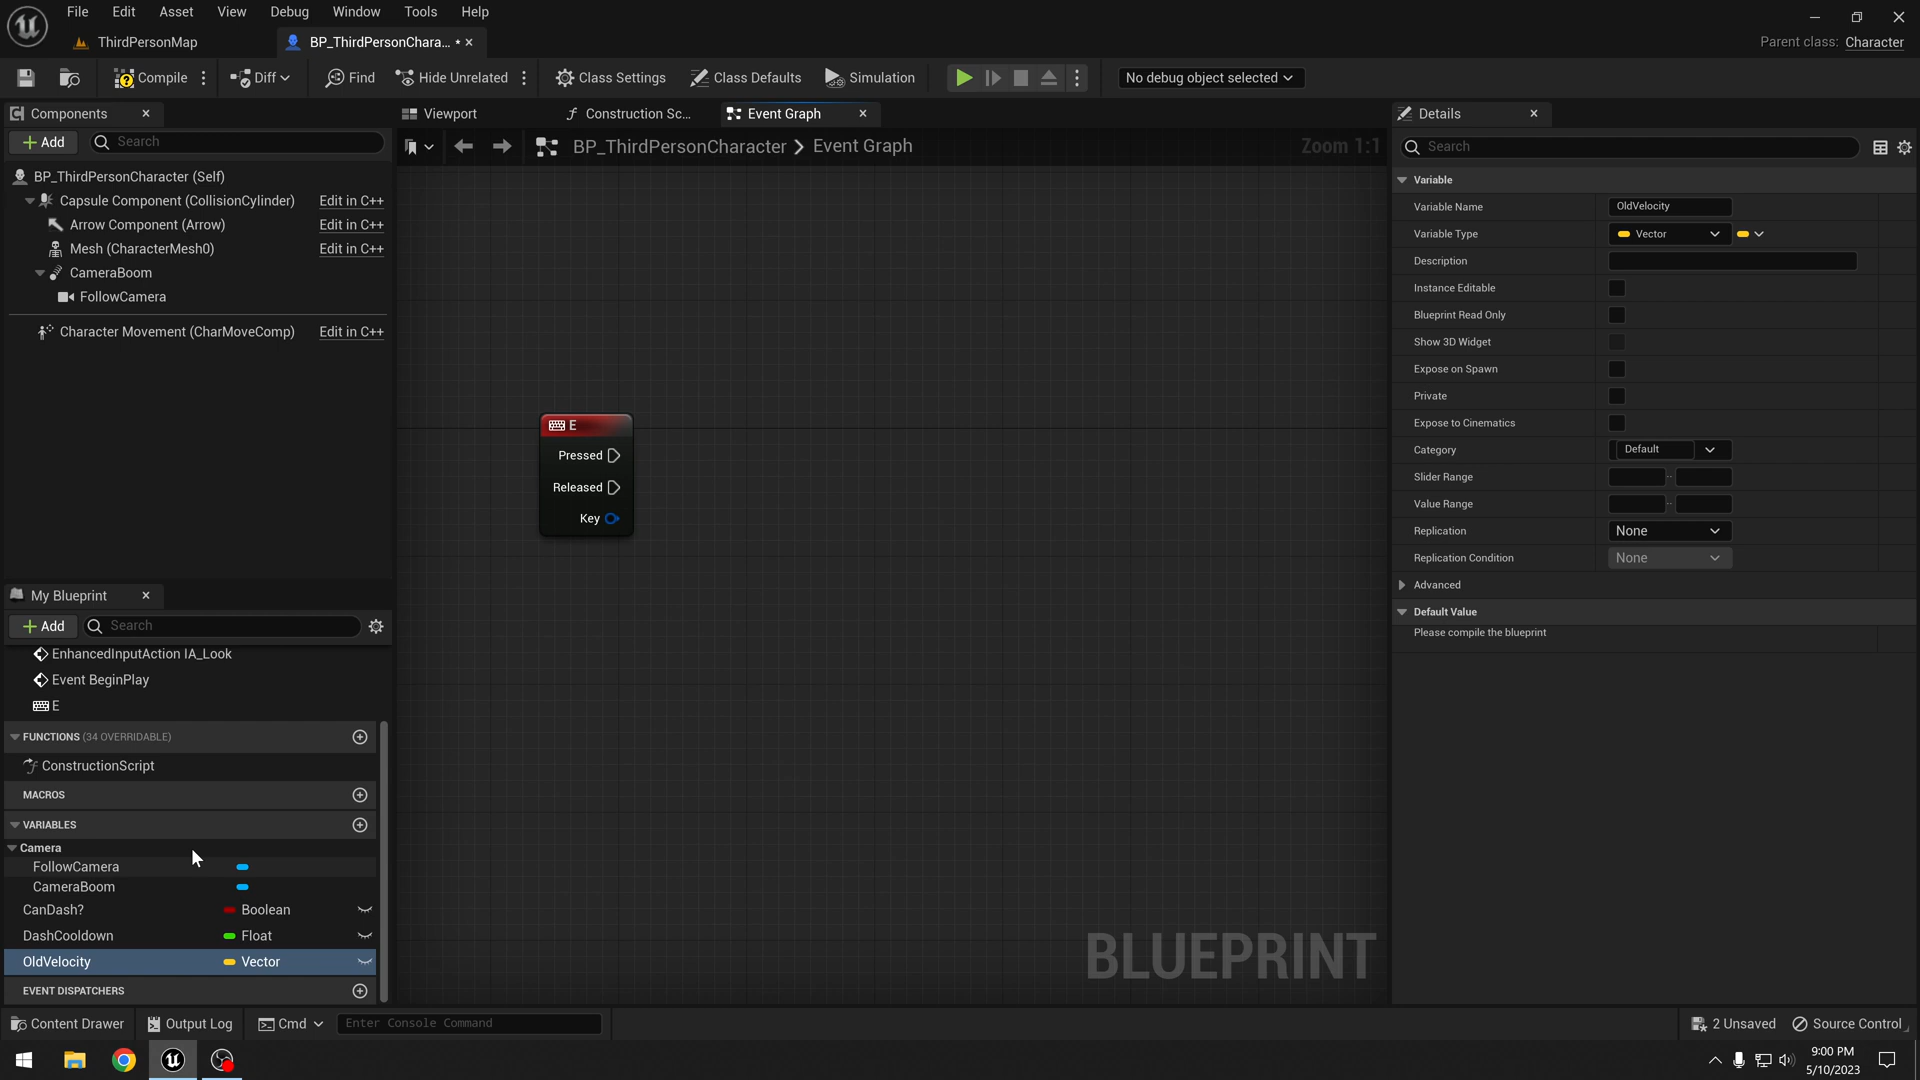 File Edit Asset View Debug Window Tools Help
ThirdPersonMap
BP_ThirdPersonChara... *
Parent class: Character
Compile
Diff
Find
Hide Unrelated
Class Settings
Class Defaults
Simulation
No debug object selected
Components
Viewport
Construction Sc...
Event Graph
Details
Add
Search
BP_ThirdPersonCharacter > Event Graph
Zoom 1:1
Search
BP_ThirdPersonCharacter (Self)
Capsule Component (CollisionCylinder) Edit in C++
Arrow Component (Arrow) Edit in C++
Mesh (CharacterMesh0) Edit in C++
CameraBoom
FollowCamera
Character Movement (CharMoveComp) Edit in C++
Variable
Variable Name OldVelocity
Variable Type Vector
Description
Instance Editable
Blueprint Read Only
Show 3D Widget
Expose on Spawn
Private
Expose to Cinematics
Category Default
Slider Range
Value Range
Replication None
Replication Condition None
Advanced
Default Value
Please compile the blueprint
E
Pressed
Released
Key
My Blueprint
Add
Search
EnhancedInputAction IA_Look
Event BeginPlay
E
FUNCTIONS (34 OVERRIDABLE)
ConstructionScript
MACROS
VARIABLES
Camera
FollowCamera
CameraBoom
CanDash? Boolean
DashCooldown Float
OldVelocity Vector
EVENT DISPATCHERS
BLUEPRINT
Content Drawer
Output Log
Cmd
Enter Console Command
2 Unsaved
Source Control
9:00 PM
5/10/2023